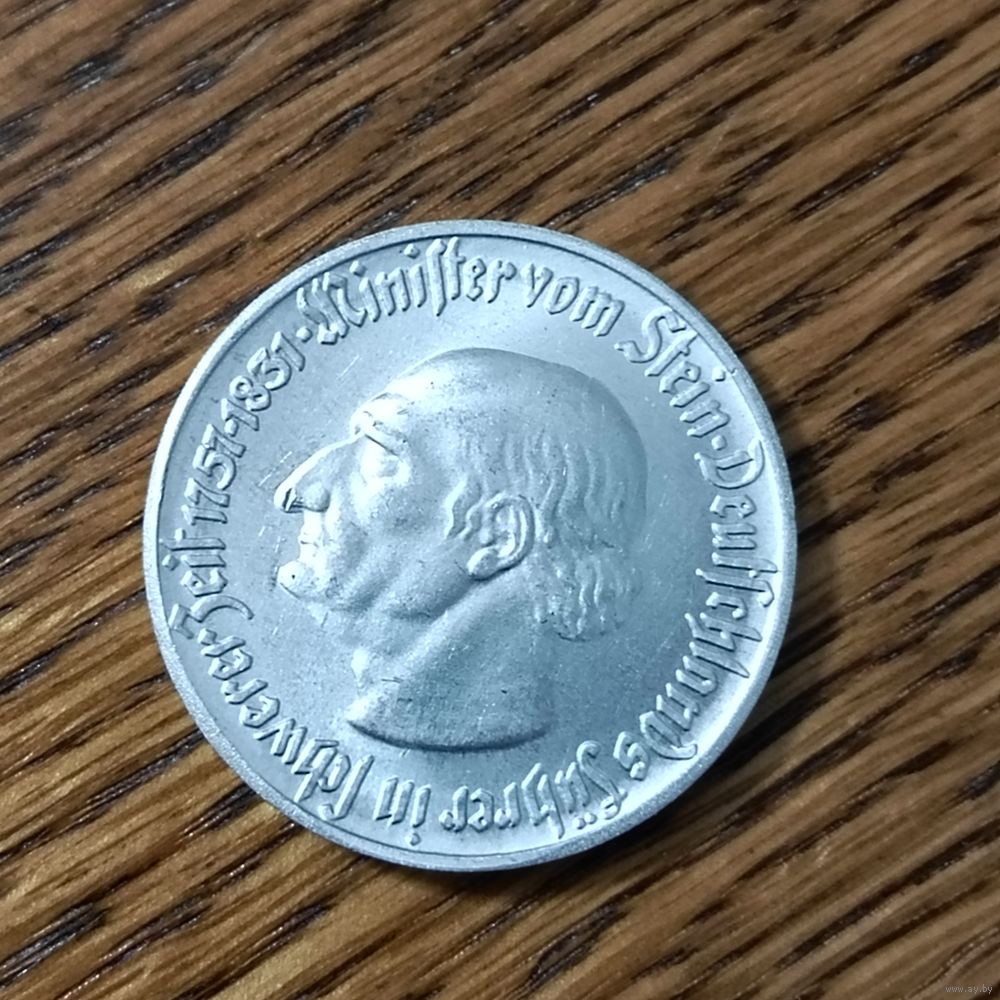 Minister vom Stein · Deutschlands Führer in schwerer Zeit 1757·1831 ·
www.ay.by